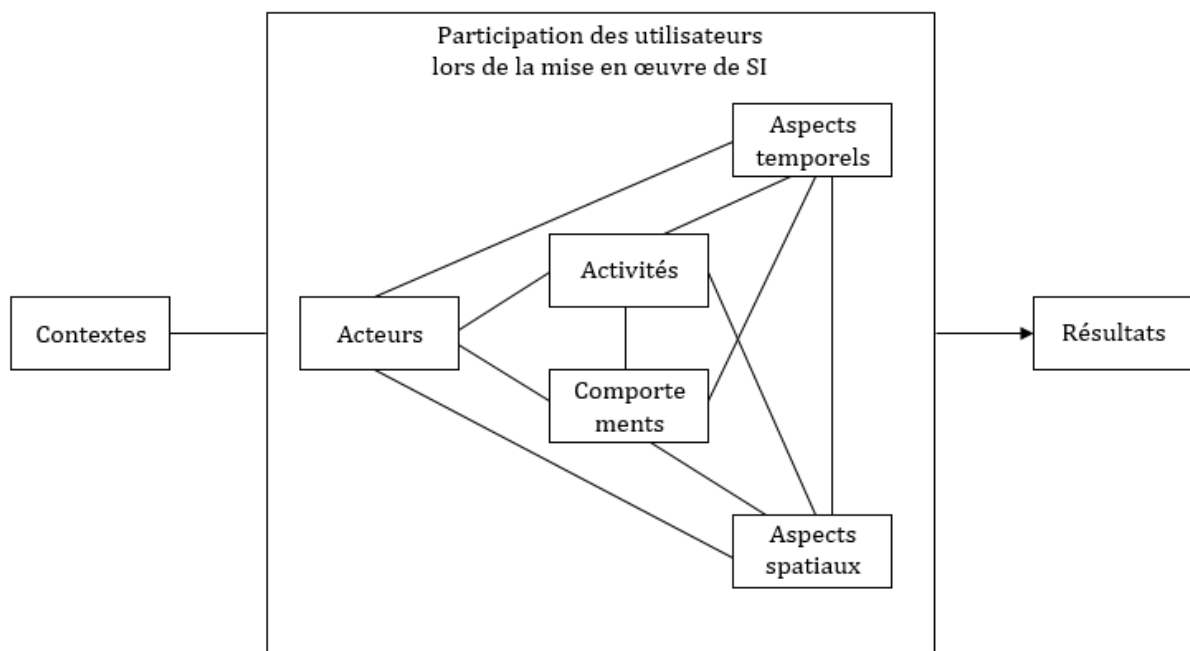 Participation des utilisateurs
lors de la mise en œuvre de SI
Aspects
temporels
Activités
Contextes
Acteurs
Résultats
Comporte
ments
Aspects
spatiaux